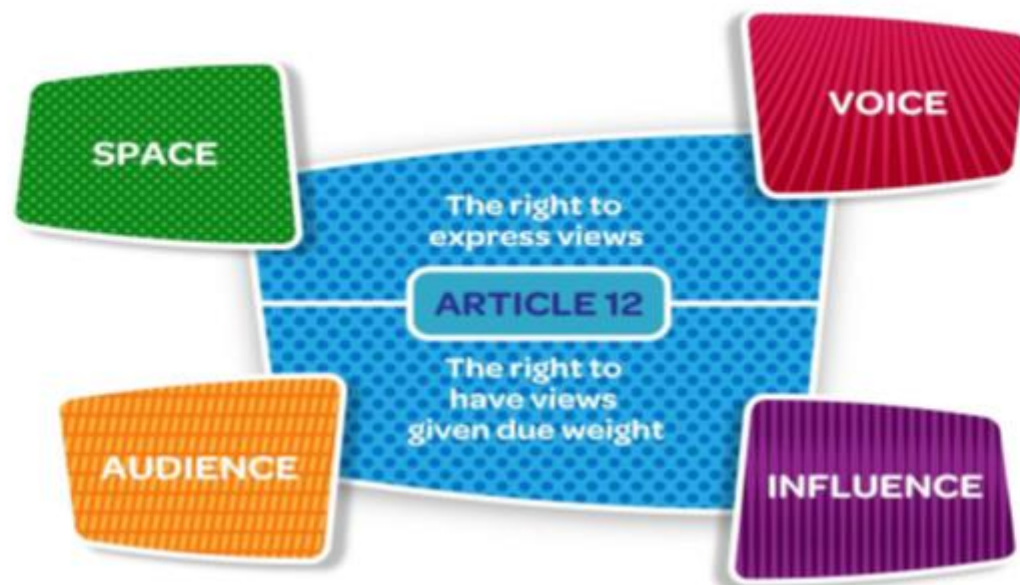 SPACE
VOICE
The right to
express views
ARTICLE 12
The right to
have views
given due weight
AUDIENCE
INFLUENCE